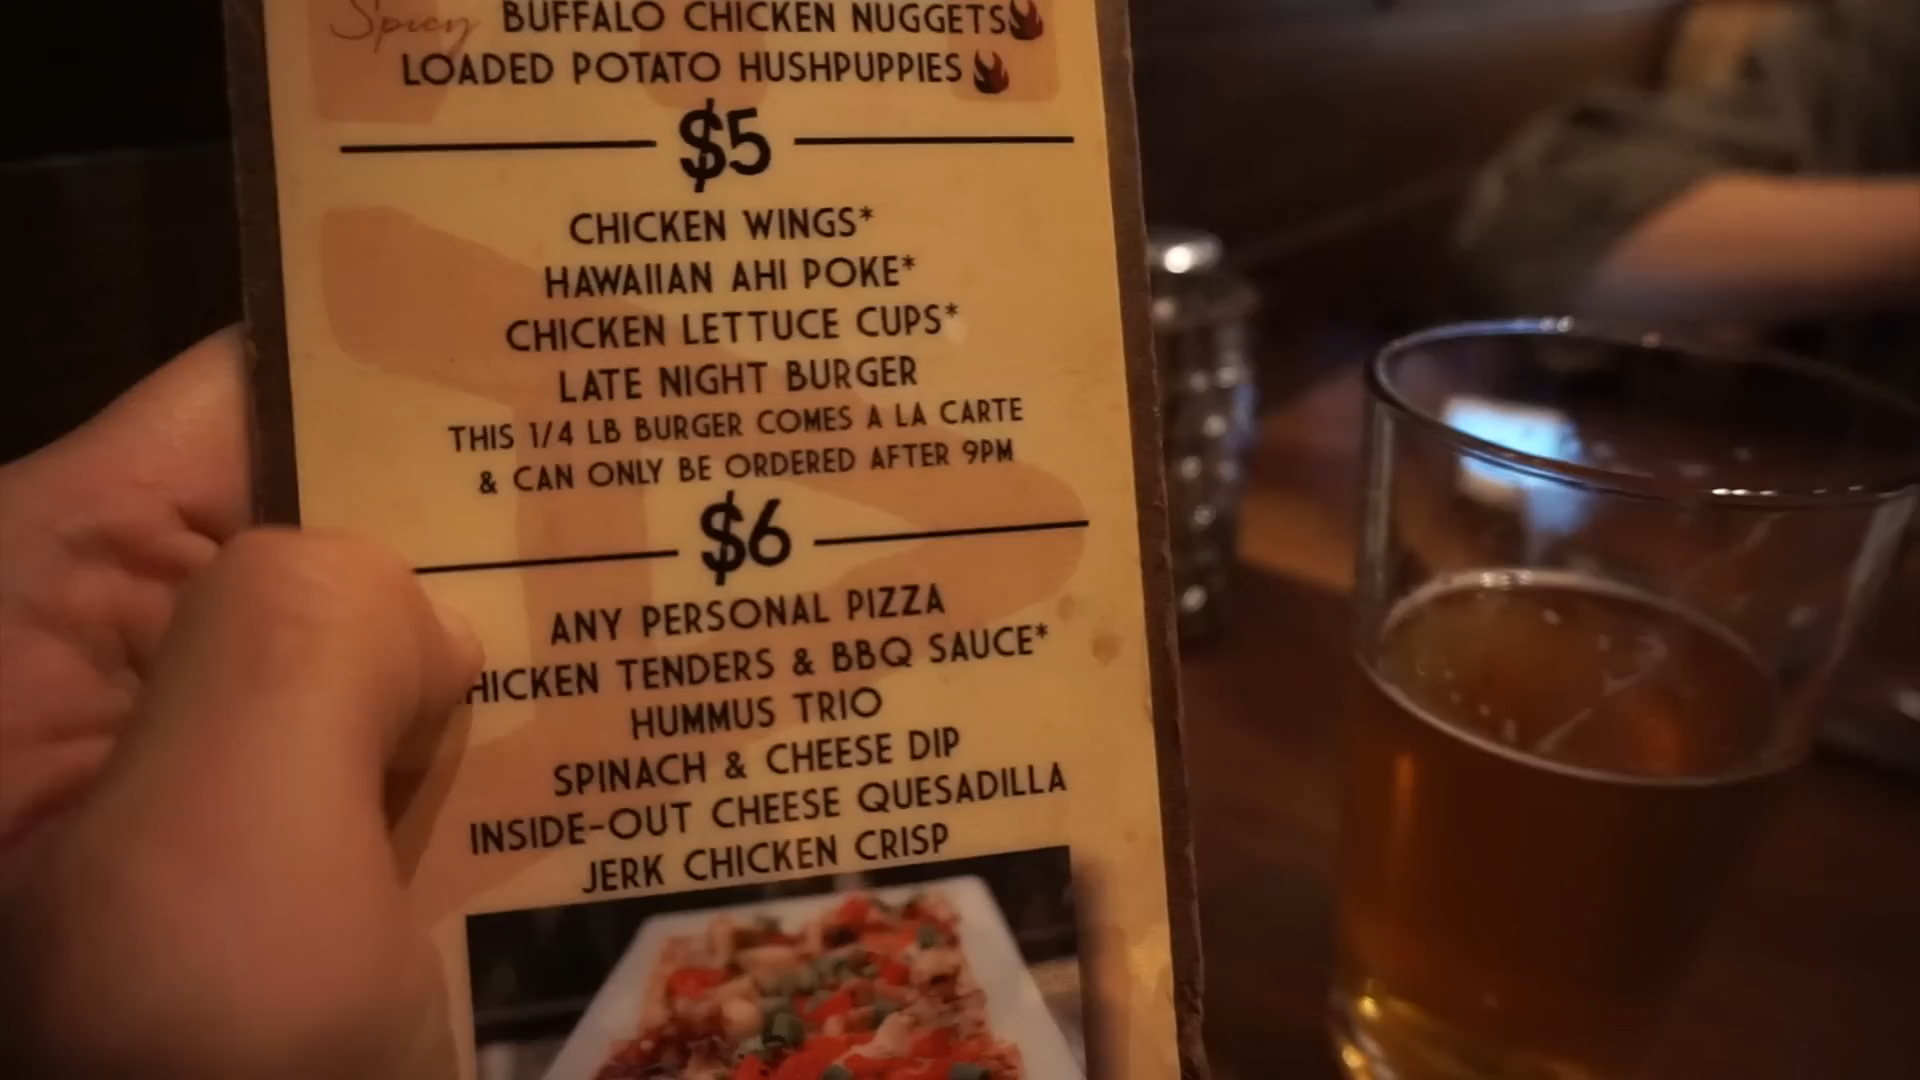 Spicy BUFFALO CHICKEN NUGGETS
LOADED POTATO HUSHPUPPIES
$5
CHICKEN WINGS*
HAWAIIAN AHI POKE*
CHICKEN LETTUCE CUPS*
LATE NIGHT BURGER
THIS 1/4 LB BURGER COMES A LA CARTE
& CAN ONLY BE ORDERED AFTER 9PM
$6
ANY PERSONAL PIZZA
HICKEN TENDERS & BBQ SAUCE*
HUMMUS TRIO
SPINACH & CHEESE DIP
INSIDE-OUT CHEESE QUESADILLA
JERK CHICKEN CRISP